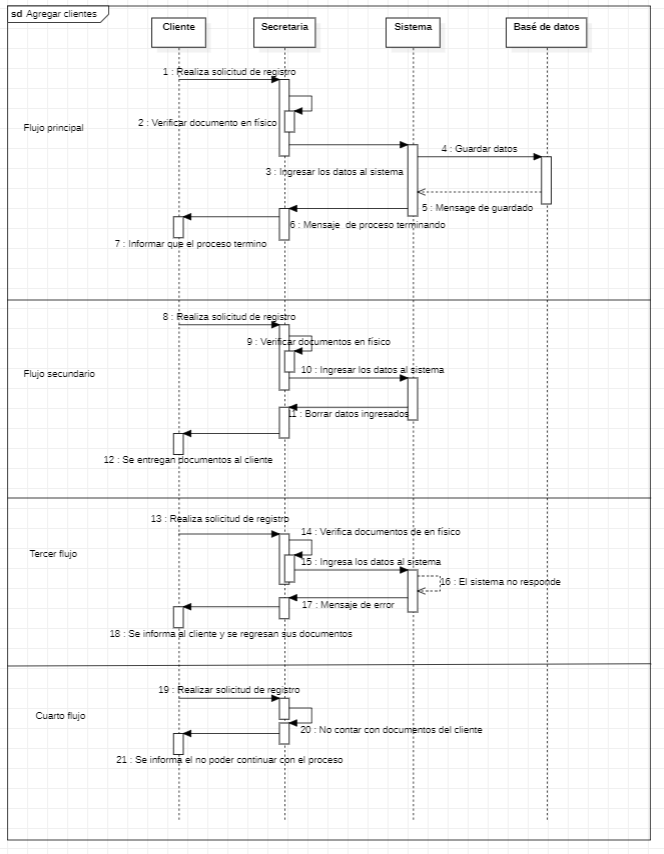 sd Agregar clientes
Cliente
Secretaria
Sistema
Basé de datos
1 : Realiza solicitud de registro
Flujo principal
2 : Verificar documento en físico
4 : Guardar datos
3 : Ingresar los datos al sistema
5 : Mensage de guardado
6 : Mensaje de proceso terminando
7 : Informar que el proceso termino
8 : Realiza solicitud de registro
9 : Verificar documentos en físico
Flujo secundario
10 : Ingresar los datos al sistema
11 : Borrar datos ingresados
12 : Se entregan documentos al cliente
13 : Realiza solicitud de registro
14 : Verifica documentos de en físico
Tercer flujo
15 : Ingresa los datos al sistema
16 : El sistema no responde
17 : Mensaje de error
18 : Se informa al cliente y se regresan sus documentos
19 : Realizar solicitud de registro
Cuarto flujo
20 : No contar con documentos del cliente
21 : Se informa el no poder continuar con el proceso